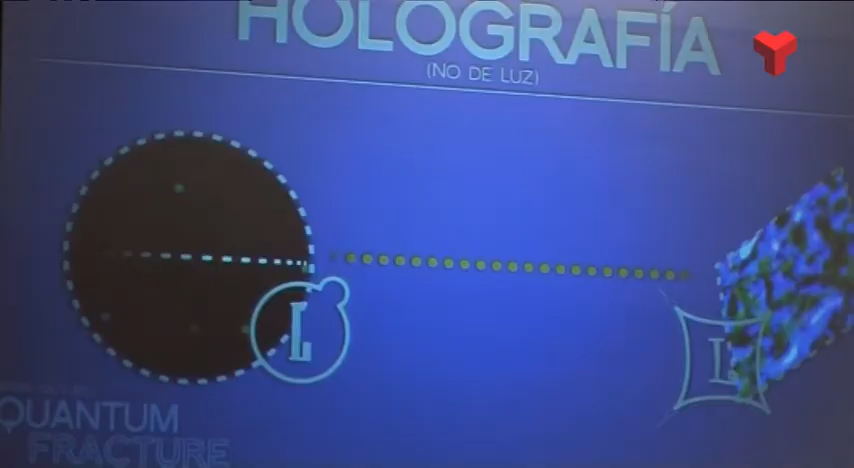 HOLOGRAFÍA
(NO DE LUZ)
L
L
QUANTUM
FRACTURE